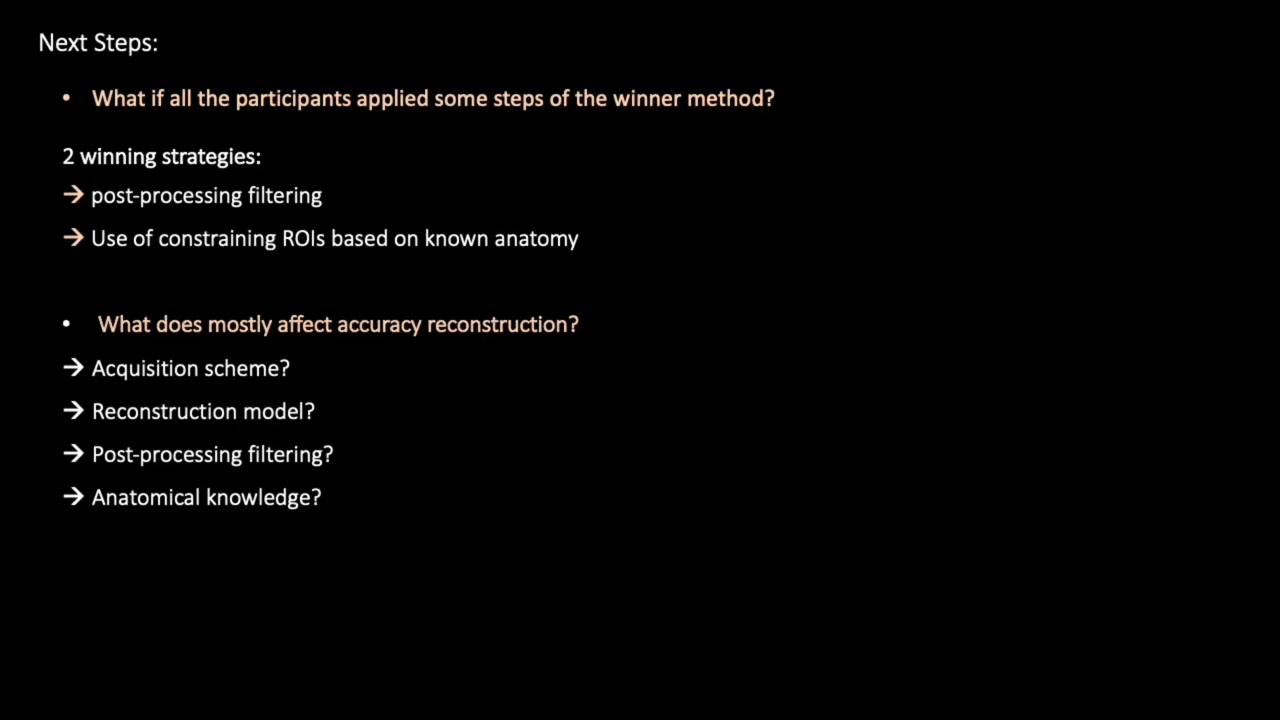 Next Steps:
• What if all the participants applied some steps of the winner method?
2 winning strategies:
→ post-processing filtering
→ Use of constraining ROIs based on known anatomy
• What does mostly affect accuracy reconstruction?
→ Acquisition scheme?
→ Reconstruction model?
→ Post-processing filtering?
→ Anatomical knowledge?